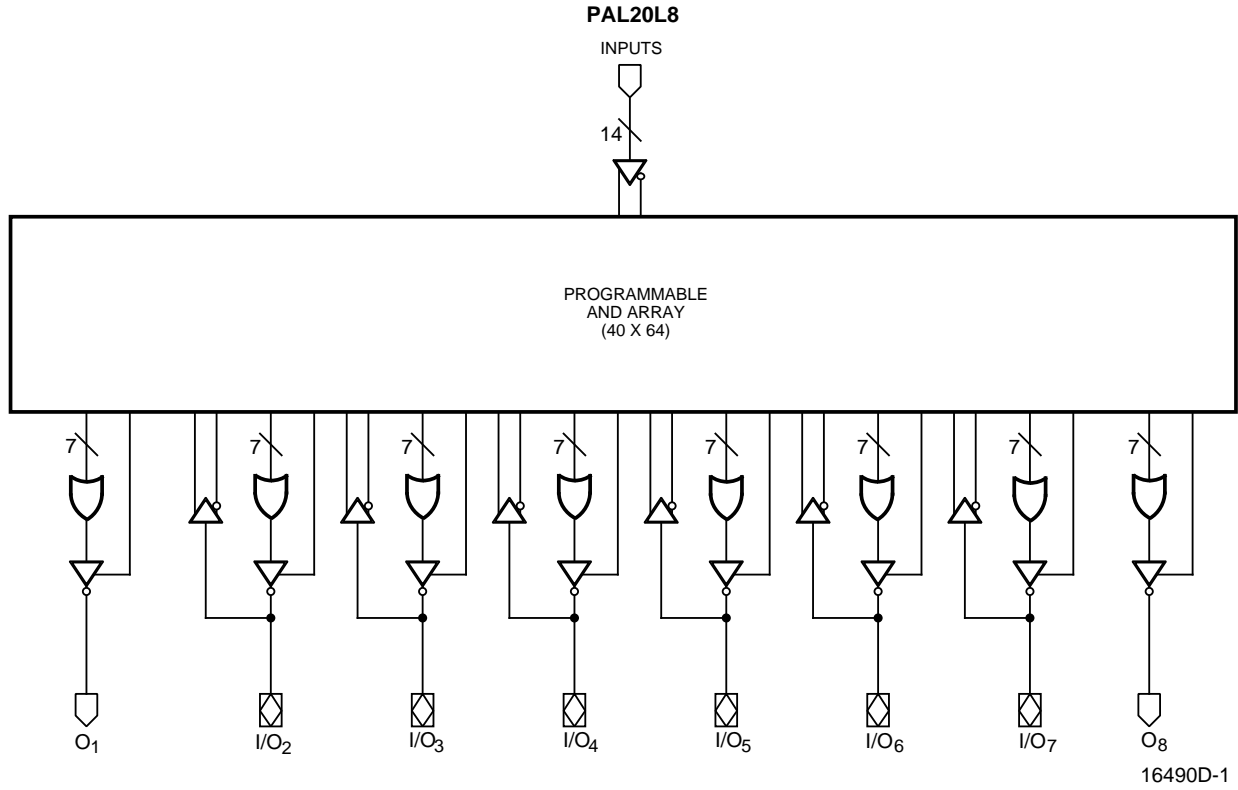 PAL20L8
INPUTS
14
PROGRAMMABLE
AND ARRAY
(40 X 64)
7 7 7 7 7 7 7 7
O1 I/O2 I/O3 I/O4 I/O5 I/O6 I/O7 O8
16490D-1